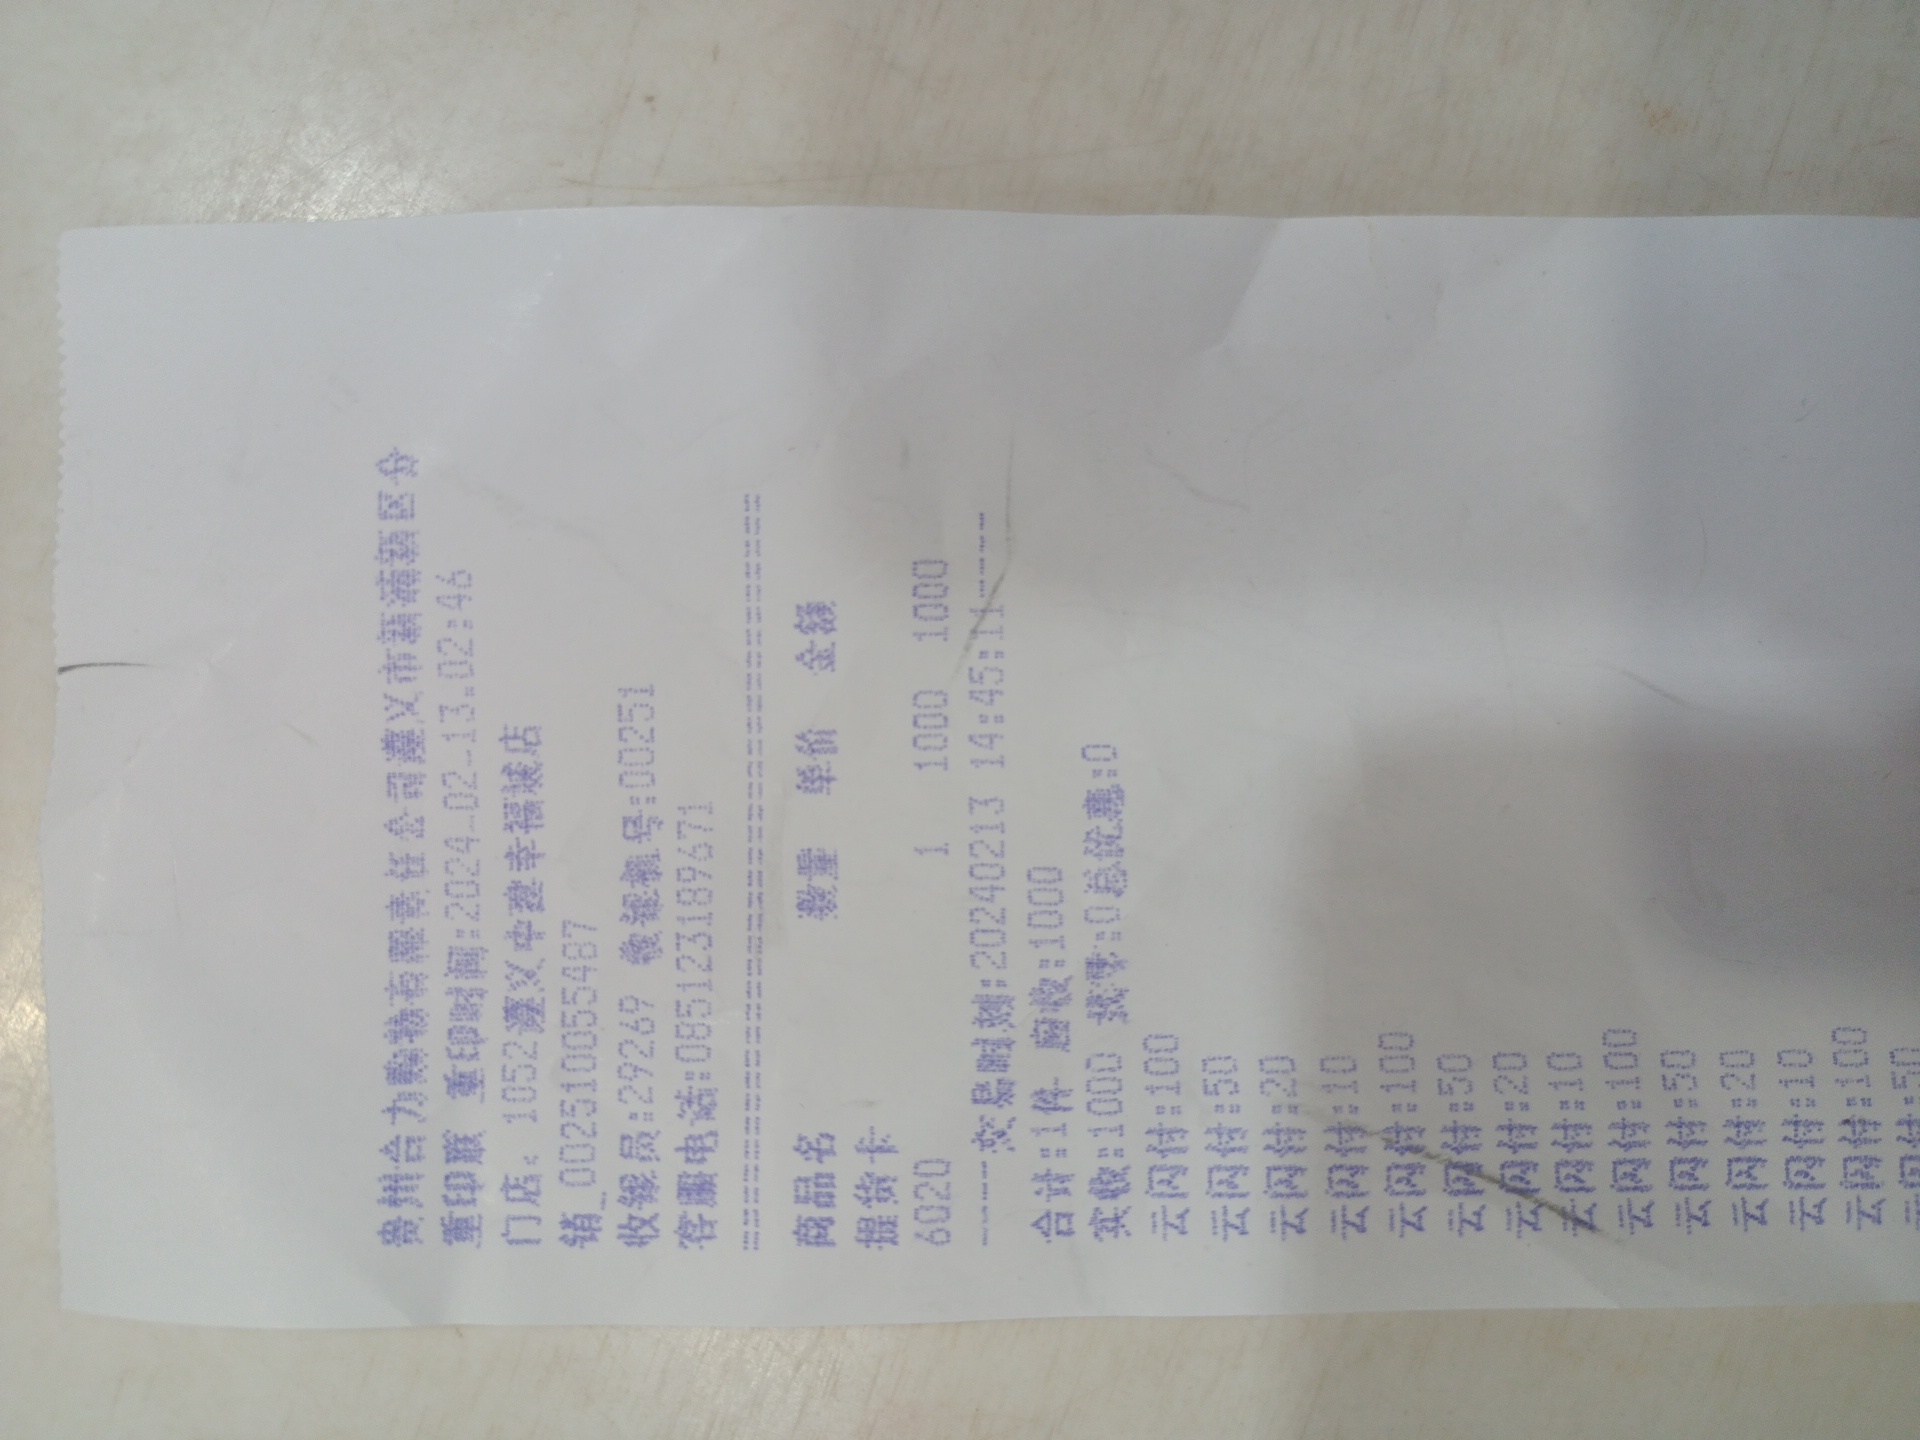 贵州合力购物有限责任公司遵义市新蒲新区分
重印联 重印时间:2024-02-13.02:46
门店: 1052遵义中建幸福城店
销_002511005S487
收银员:29269 收银机号:00251
客服电话:085123189671
================================
商品名 数量 单价 金额
提货卡
6020 1 1000 1000
-----交易时刻:20240213 14:45:11------
合计:1件 应收:1000
实收:1000 找零:0总优惠:0
云闪付:100
云闪付:50
云闪付:20
云闪付:10
云闪付:100
云闪付:50
云闪付:20
云闪付:10
云闪付:100
云闪付:50
云闪付:20
云闪付:10
云闪付:100
云闪付:50